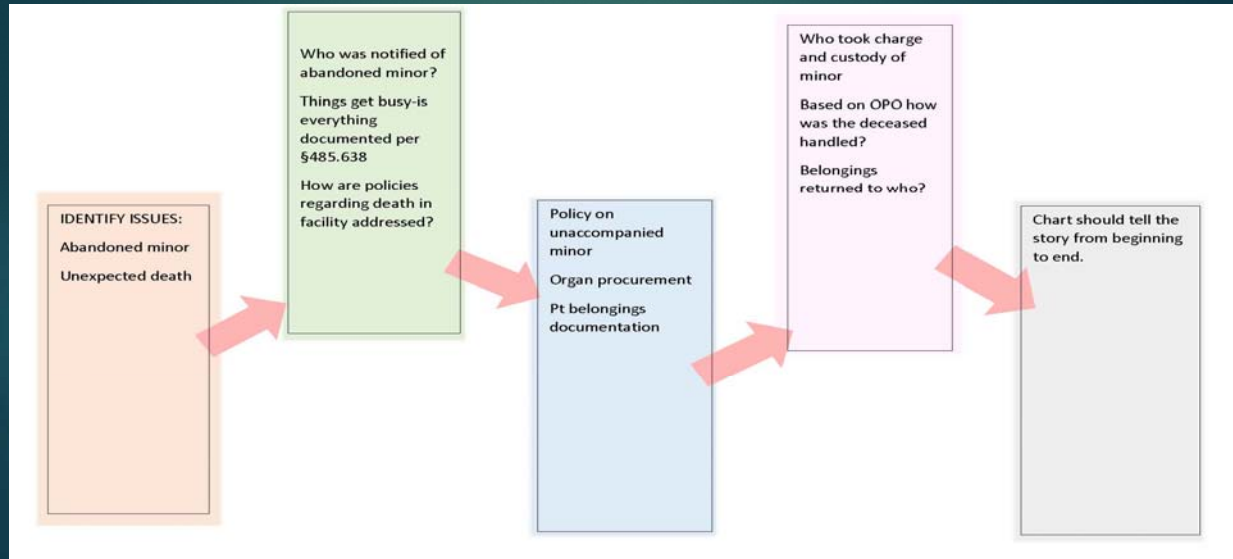 IDENTIFY ISSUES:
Abandoned minor
Unexpected death
Who was notified of
abandoned minor?
Things get busy-is
everything
documented per
§485.638
How are policies
regarding death in
facility addressed?
Policy on
unaccompanied
minor
Organ procurement
Pt belongings
documentation
Who took charge
and custody of
minor
Based on OPO how
was the deceased
handled?
Belongings
returned to who?
Chart should tell the
story from beginning
to end.